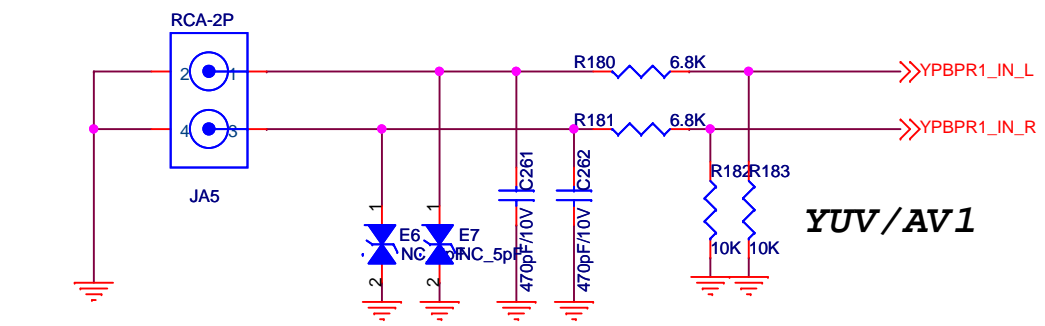 RCA-2P
R180
6.8K
2
1
YPBPR1_IN_L
R181
6.8K
4
3
YPBPR1_IN_R
C261
C262
R182
R183
JA5
1
1
YUV/AV1
E6
E7
NC_5pF
470pF/10V
470pF/10V
10K
10K
2
2